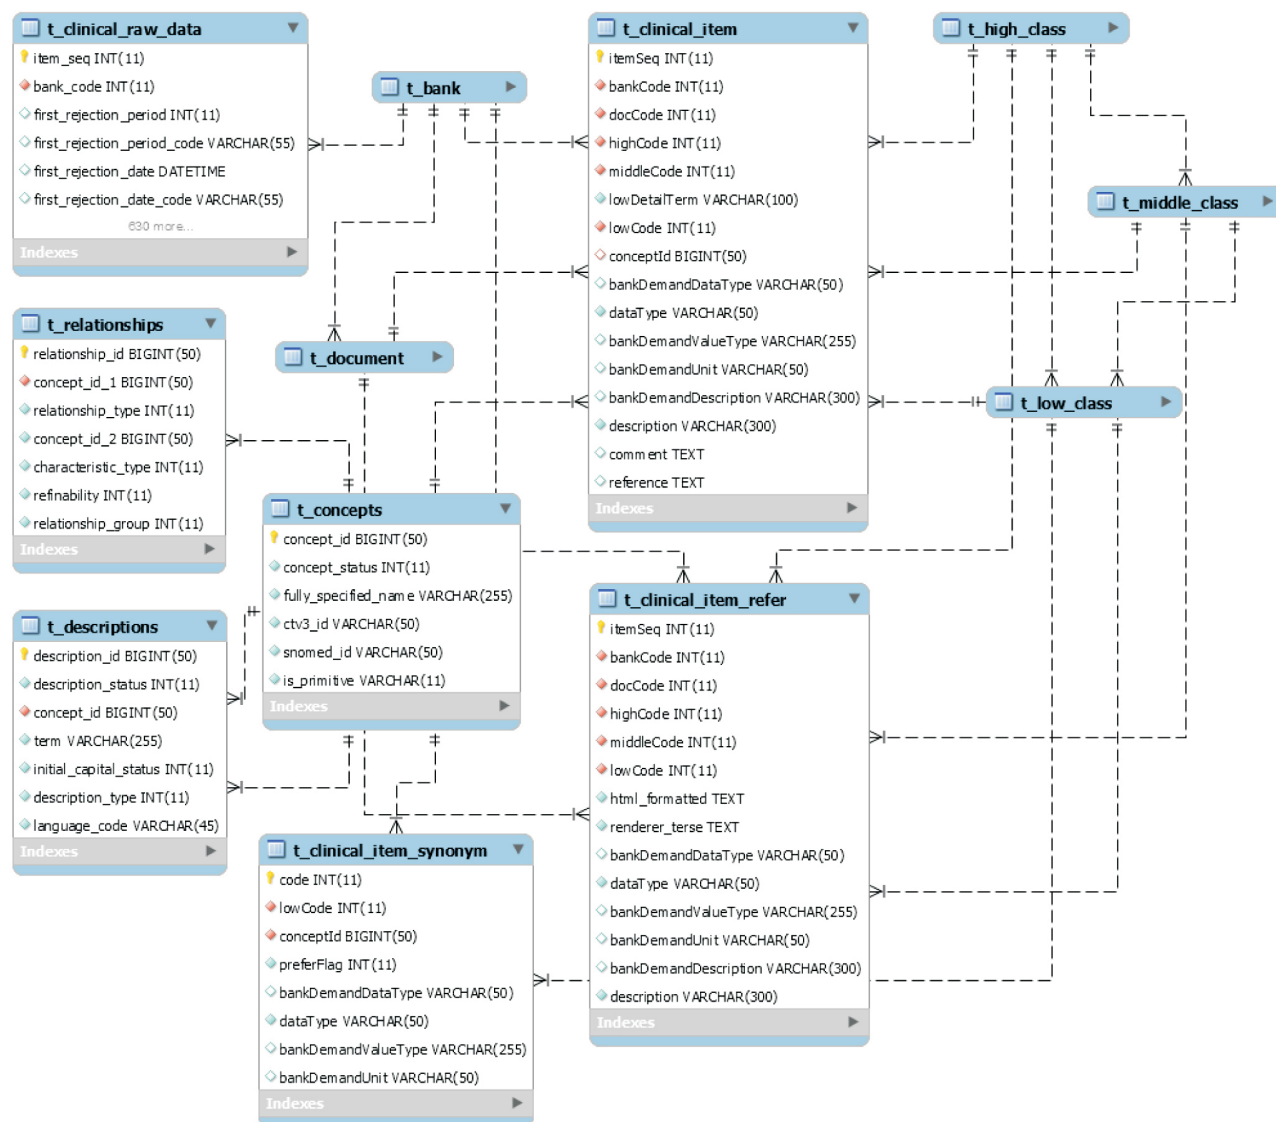 t_clinical_raw_data
item_seq INT(11)
bank_code INT(11)
first_rejection_period INT(11)
first_rejection_period_code VARCHAR(55)
first_rejection_date DATETIME
first_rejection_date_code VARCHAR(55)
630 more...
Indexes
t_bank
t_clinical_item
itemSeq INT(11)
bankCode INT(11)
docCode INT(11)
highCode INT(11)
middleCode INT(11)
lowDetailTerm VARCHAR(100)
lowCode INT(11)
conceptId BIGINT(50)
bankDemandDataType VARCHAR(50)
dataType VARCHAR(50)
bankDemandValueType VARCHAR(255)
bankDemandUnit VARCHAR(50)
bankDemandDescription VARCHAR(300)
description VARCHAR(300)
comment TEXT
reference TEXT
Indexes
t_high_class
t_middle_class
t_low_class
t_relationships
relationship_id BIGINT(50)
concept_id_1 BIGINT(50)
relationship_type INT(11)
concept_id_2 BIGINT(50)
characteristic_type INT(11)
refinability INT(11)
relationship_group INT(11)
Indexes
t_document
t_concepts
concept_id BIGINT(50)
concept_status INT(11)
fully_specified_name VARCHAR(255)
ctv3_id VARCHAR(50)
snomed_id VARCHAR(50)
is_primitive VARCHAR(11)
Indexes
t_descriptions
description_id BIGINT(50)
description_status INT(11)
concept_id BIGINT(50)
term VARCHAR(255)
initial_capital_status INT(11)
description_type INT(11)
language_code VARCHAR(45)
Indexes
t_clinical_item_refer
itemSeq INT(11)
bankCode INT(11)
docCode INT(11)
highCode INT(11)
middleCode INT(11)
lowCode INT(11)
html_formatted TEXT
renderer_terse TEXT
bankDemandDataType VARCHAR(50)
dataType VARCHAR(50)
bankDemandValueType VARCHAR(255)
bankDemandUnit VARCHAR(50)
bankDemandDescription VARCHAR(300)
description VARCHAR(300)
Indexes
t_clinical_item_synonym
code INT(11)
lowCode INT(11)
conceptId BIGINT(50)
preferFlag INT(11)
bankDemandDataType VARCHAR(50)
dataType VARCHAR(50)
bankDemandValueType VARCHAR(255)
bankDemandUnit VARCHAR(50)
Indexes